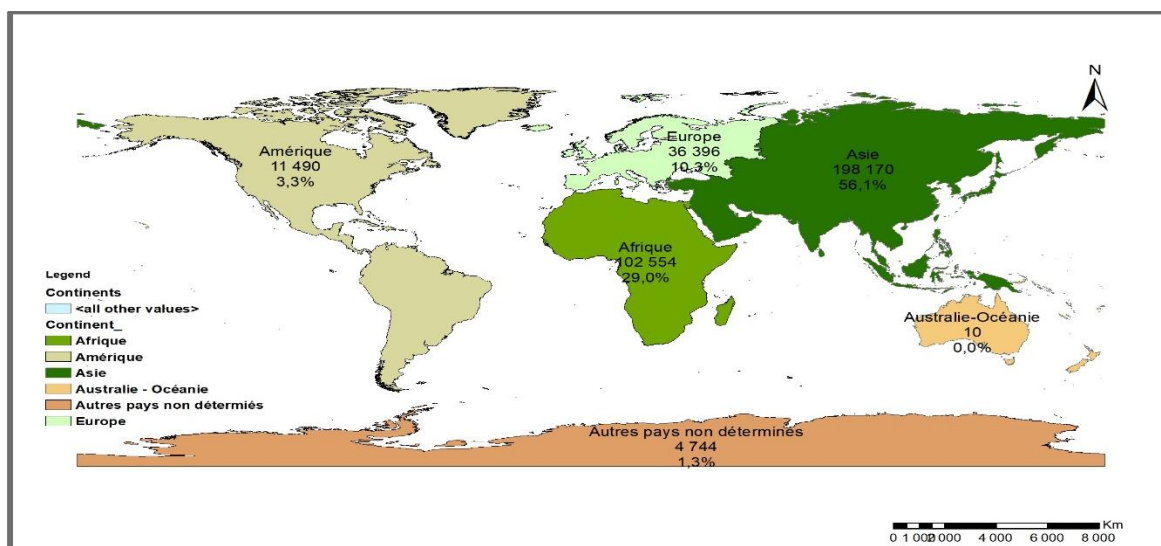 N
Amérique
11 490
3,3%
Europe
36 396
10,3%
Asie
198 170
56,1%
Afrique
102 554
29,0%
Australie-Océanie
10
0,0%
Autres pays non déterminés
4 744
1,3%
Legend
Continents
<all other values>
Continent_
Afrique
Amérique
Asie
Australie - Océanie
Autres pays non détermiés
Europe
Km
0 1 000 2 000 4 000 6 000 8 000